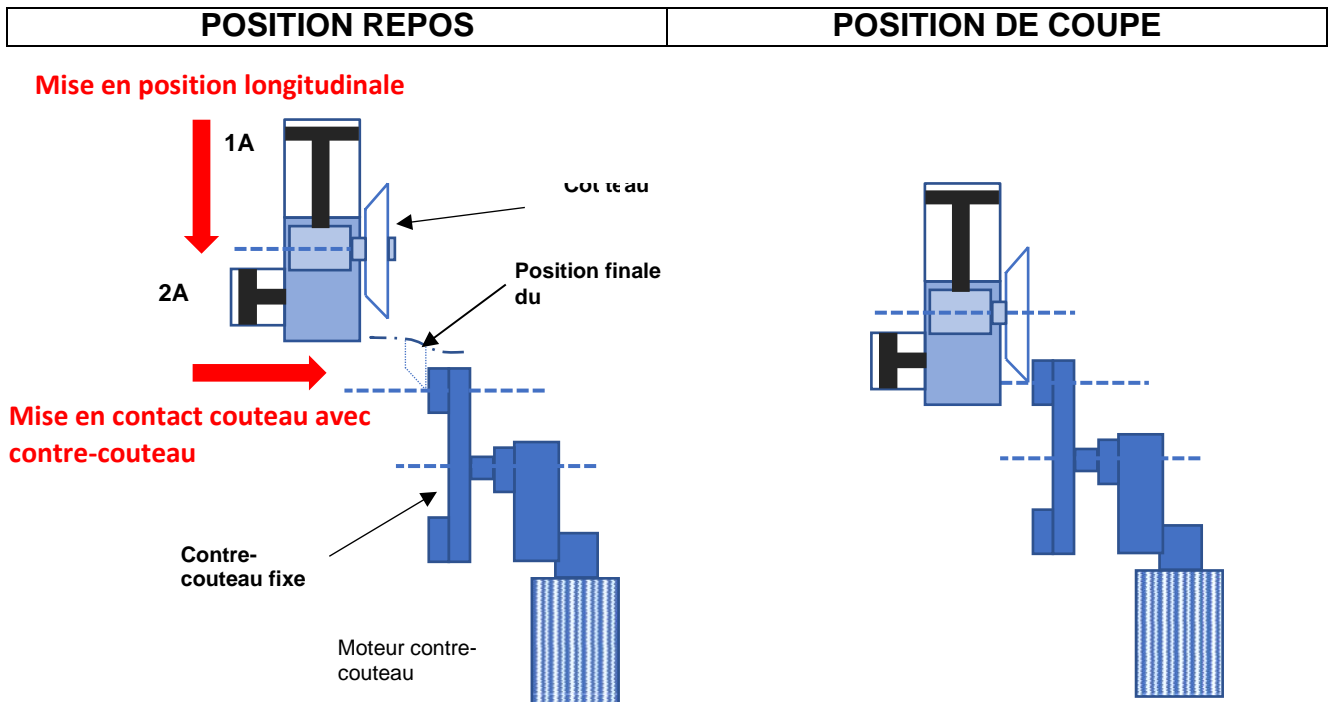 POSITION REPOS
POSITION DE COUPE
Mise en position longitudinale
1A
2A
Position finale
du
Mise en contact couteau avec
contre-couteau
Contre-
couteau fixe
Moteur contre-
couteau